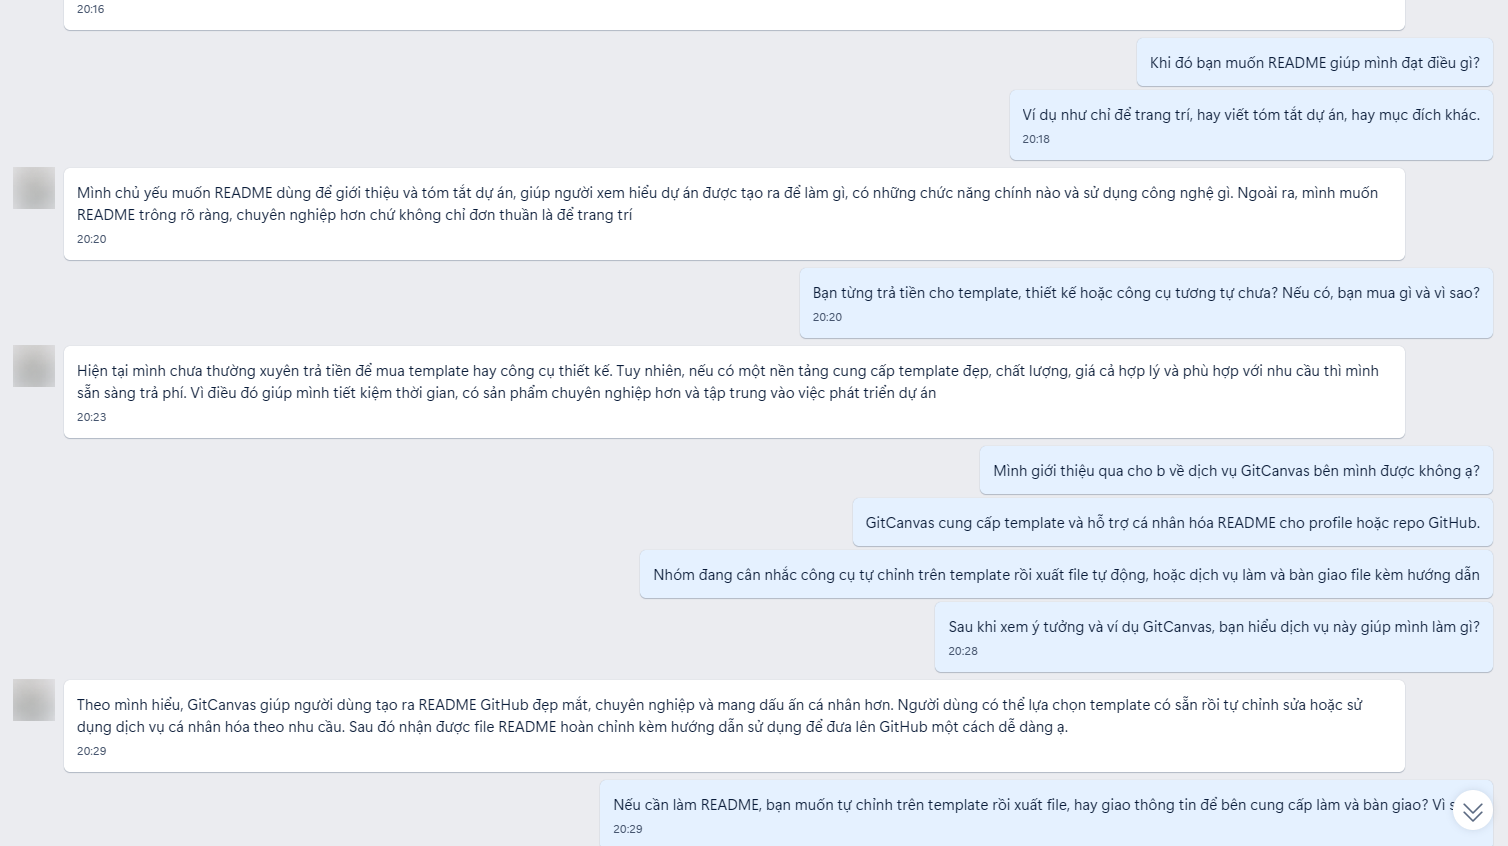 20:16
Khi đó bạn muốn README giúp mình đạt điều gì?
Ví dụ như chỉ để trang trí, hay viết tóm tắt dự án, hay mục đích khác.
20:18
Mình chủ yếu muốn README dùng để giới thiệu và tóm tắt dự án, giúp người xem hiểu dự án được tạo ra để làm gì, có những chức năng chính nào và sử dụng công nghệ gì. Ngoài ra, mình muốn
README trông rõ ràng, chuyên nghiệp hơn chứ không chỉ đơn thuần là để trang trí
20:20
Bạn từng trả tiền cho template, thiết kế hoặc công cụ tương tự chưa? Nếu có, bạn mua gì và vì sao?
20:20
Hiện tại mình chưa thường xuyên trả tiền để mua template hay công cụ thiết kế. Tuy nhiên, nếu có một nền tảng cung cấp template đẹp, chất lượng, giá cả hợp lý và phù hợp với nhu cầu thì mình
sẵn sàng trả phí. Vì điều đó giúp mình tiết kiệm thời gian, có sản phẩm chuyên nghiệp hơn và tập trung vào việc phát triển dự án
20:23
Mình giới thiệu qua cho b về dịch vụ GitCanvas bên mình được không ạ?
GitCanvas cung cấp template và hỗ trợ cá nhân hóa README cho profile hoặc repo GitHub.
Nhóm đang cân nhắc công cụ tự chỉnh trên template rồi xuất file tự động, hoặc dịch vụ làm và bàn giao file kèm hướng dẫn
Sau khi xem ý tưởng và ví dụ GitCanvas, bạn hiểu dịch vụ này giúp mình làm gì?
20:28
Theo mình hiểu, GitCanvas giúp người dùng tạo ra README GitHub đẹp mắt, chuyên nghiệp và mang dấu ấn cá nhân hơn. Người dùng có thể lựa chọn template có sẵn rồi tự chỉnh sửa hoặc sử
dụng dịch vụ cá nhân hóa theo nhu cầu. Sau đó nhận được file README hoàn chỉnh kèm hướng dẫn sử dụng để đưa lên GitHub một cách dễ dàng ạ.
20:29
Nếu cần làm README, bạn muốn tự chỉnh trên template rồi xuất file, hay giao thông tin để bên cung cấp làm và bàn giao? Vì
20:29